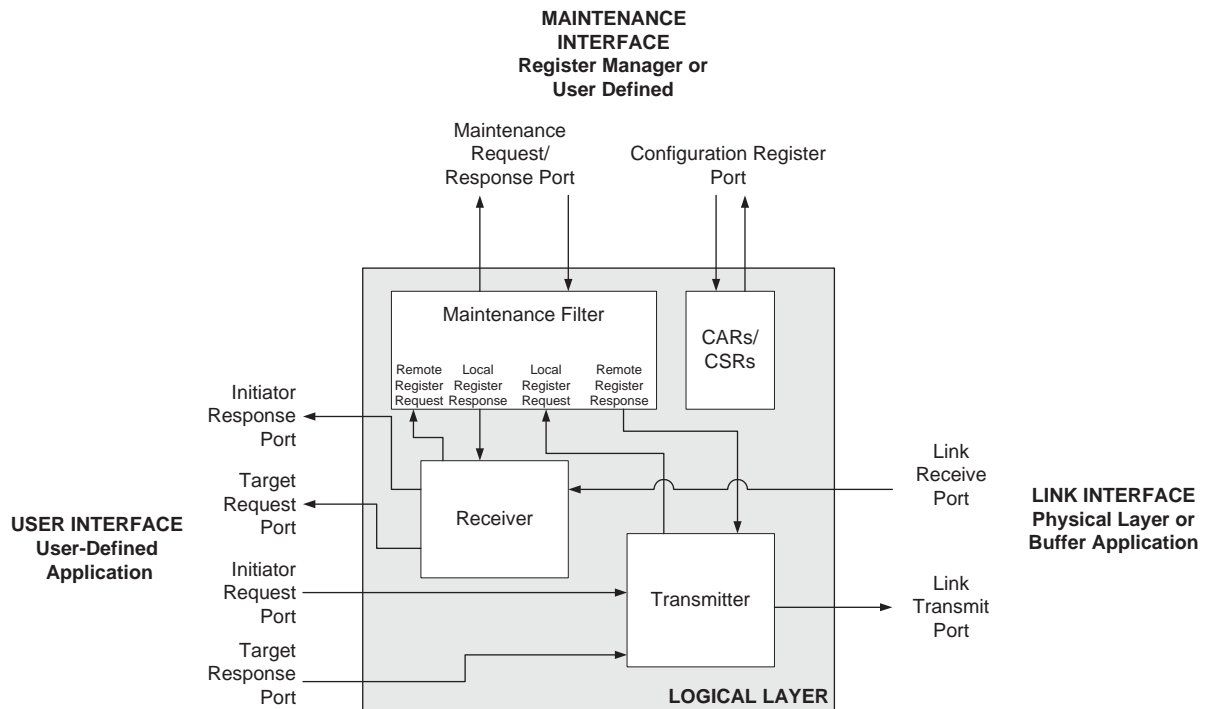 MAINTENANCE
INTERFACE
Register Manager or
User Defined
Maintenance
Request/
Response Port
Configuration Register
Port
Maintenance Filter
Remote
Register
Request
Local
Register
Response
Local
Register
Request
Remote
Register
Response
CARs/
CSRs
Initiator
Response
Port
Target
Request
Port
USER INTERFACE
User-Defined
Application
Initiator
Request
Port
Target
Response
Port
Receiver
Transmitter
Link
Receive
Port
LINK INTERFACE
Physical Layer or
Buffer Application
Link
Transmit
Port
LOGICAL LAYER